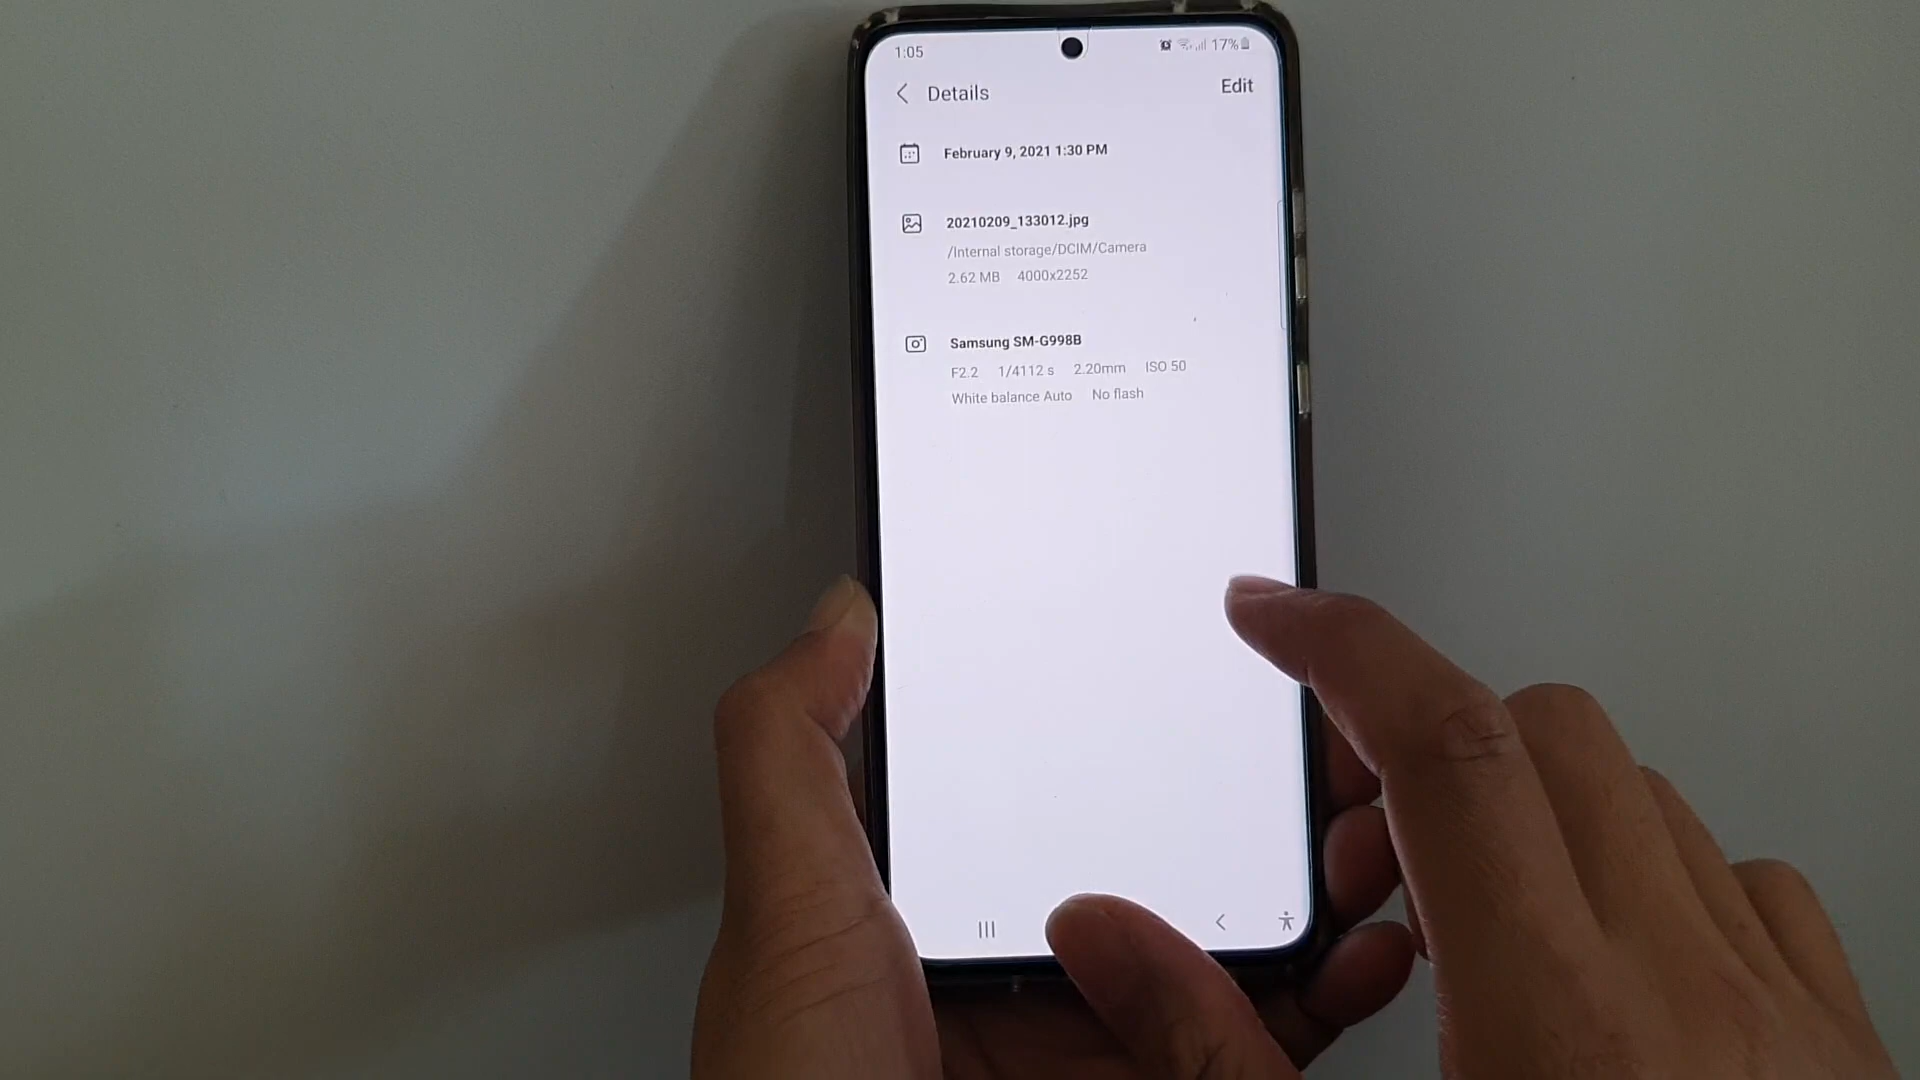 1:05 17%
Details Edit
February 9, 2021 1:30 PM
20210209_133012.jpg
/Internal storage/DCIM/Camera
2.62 MB 4000x2252
Samsung SM-G998B
F2.2 1/4112 s 2.20mm ISO 50
White balance Auto No flash